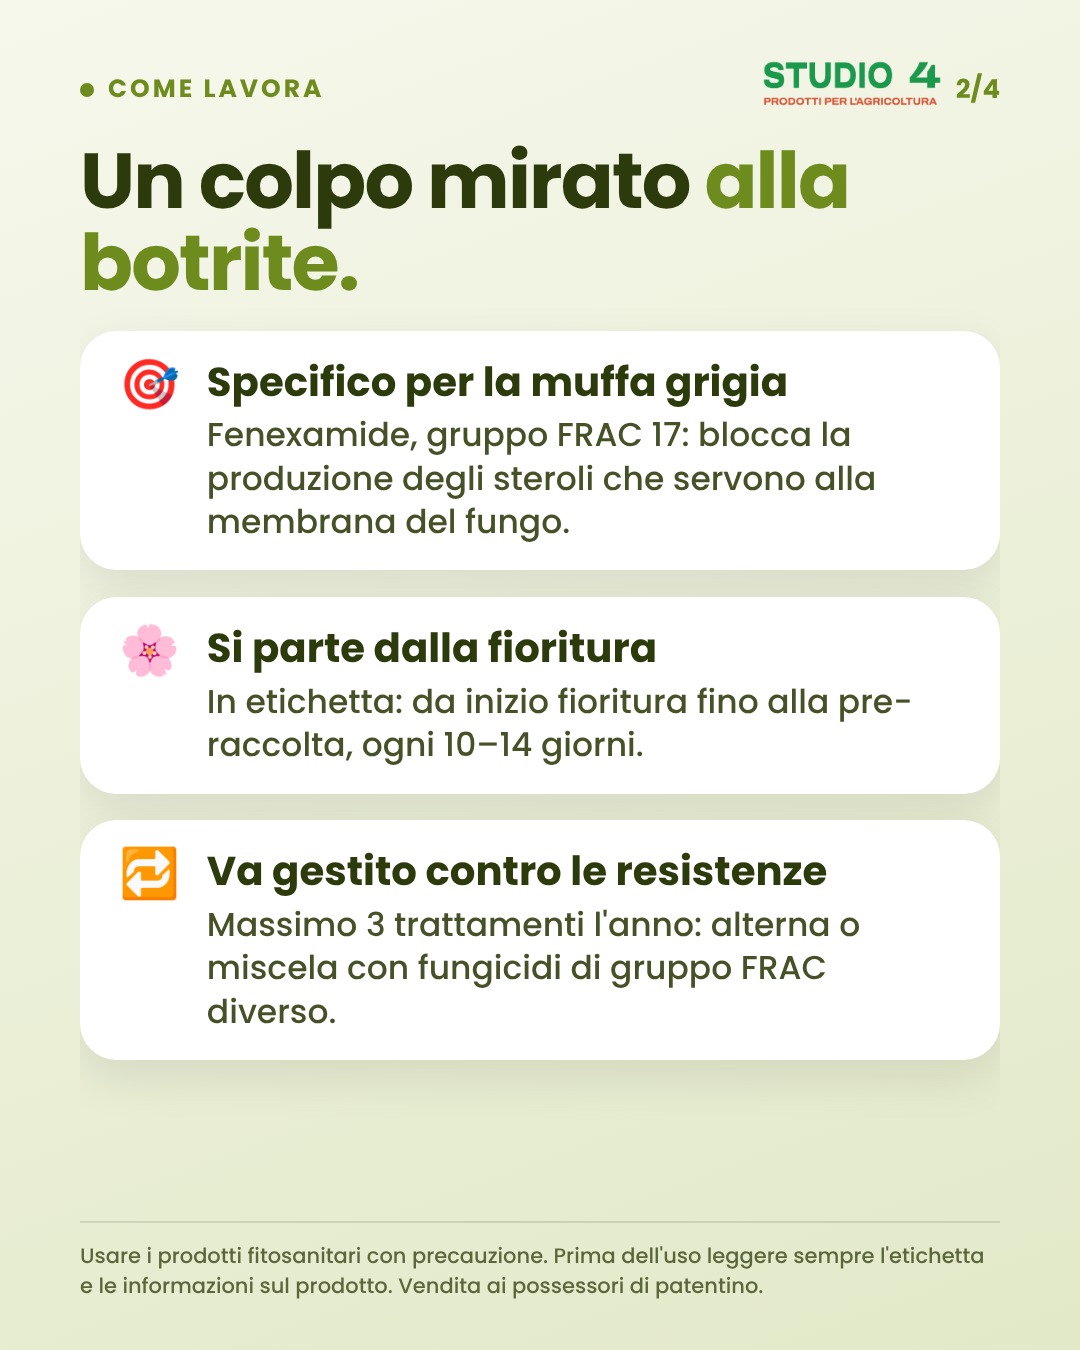 COME LAVORA
STUDIO 4
PRODOTTI PER L'AGRICOLTURA
2/4
Un colpo mirato alla
botrite.
Specifico per la muffa grigia
Fenexamide, gruppo FRAC 17: blocca la
produzione degli steroli che servono alla
membrana del fungo.
Si parte dalla fioritura
In etichetta: da inizio fioritura fino alla pre-
raccolta, ogni 10–14 giorni.
Va gestito contro le resistenze
Massimo 3 trattamenti l'anno: alterna o
miscela con fungicidi di gruppo FRAC
diverso.
Usare i prodotti fitosanitari con precauzione. Prima dell'uso leggere sempre l'etichetta
e le informazioni sul prodotto. Vendita ai possessori di patentino.